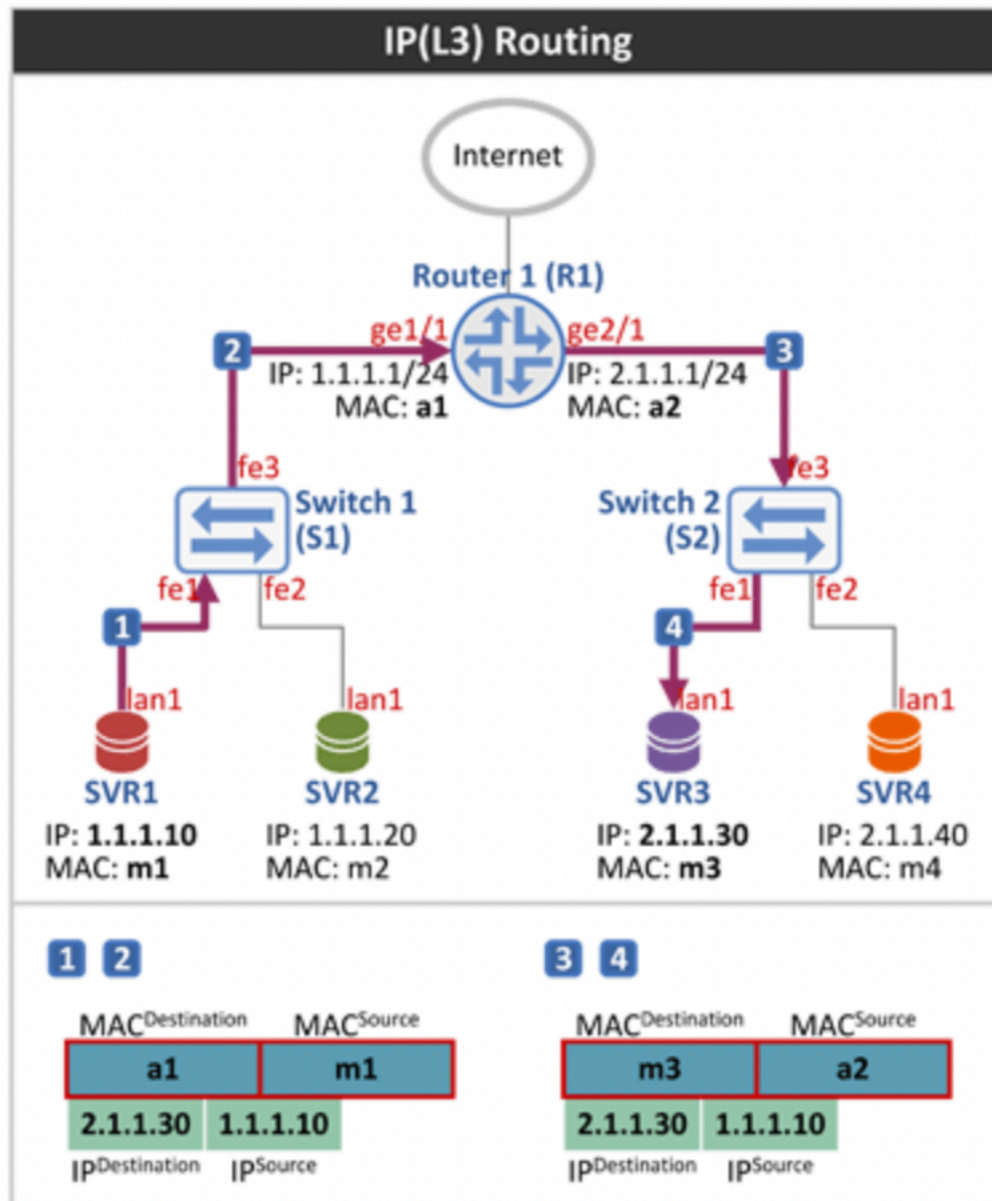 IP(L3) Routing
Internet
Router 1 (R1)
2 ge1/1 ge2/1 3
IP: 1.1.1.1/24 IP: 2.1.1.1/24
MAC: a1 MAC: a2
fe3 fe3
Switch 1 Switch 2
(S1) (S2)
fe1 fe2 fe1 fe2
1 4
lan1 lan1 lan1 lan1
SVR1 SVR2 SVR3 SVR4
IP: 1.1.1.10 IP: 1.1.1.20 IP: 2.1.1.30 IP: 2.1.1.40
MAC: m1 MAC: m2 MAC: m3 MAC: m4
1 2 3 4
MACDestination MACSource MACDestination MACSource
a1 m1 m3 a2
2.1.1.30 1.1.1.10 2.1.1.30 1.1.1.10
IPDestination IPSource IPDestination IPSource